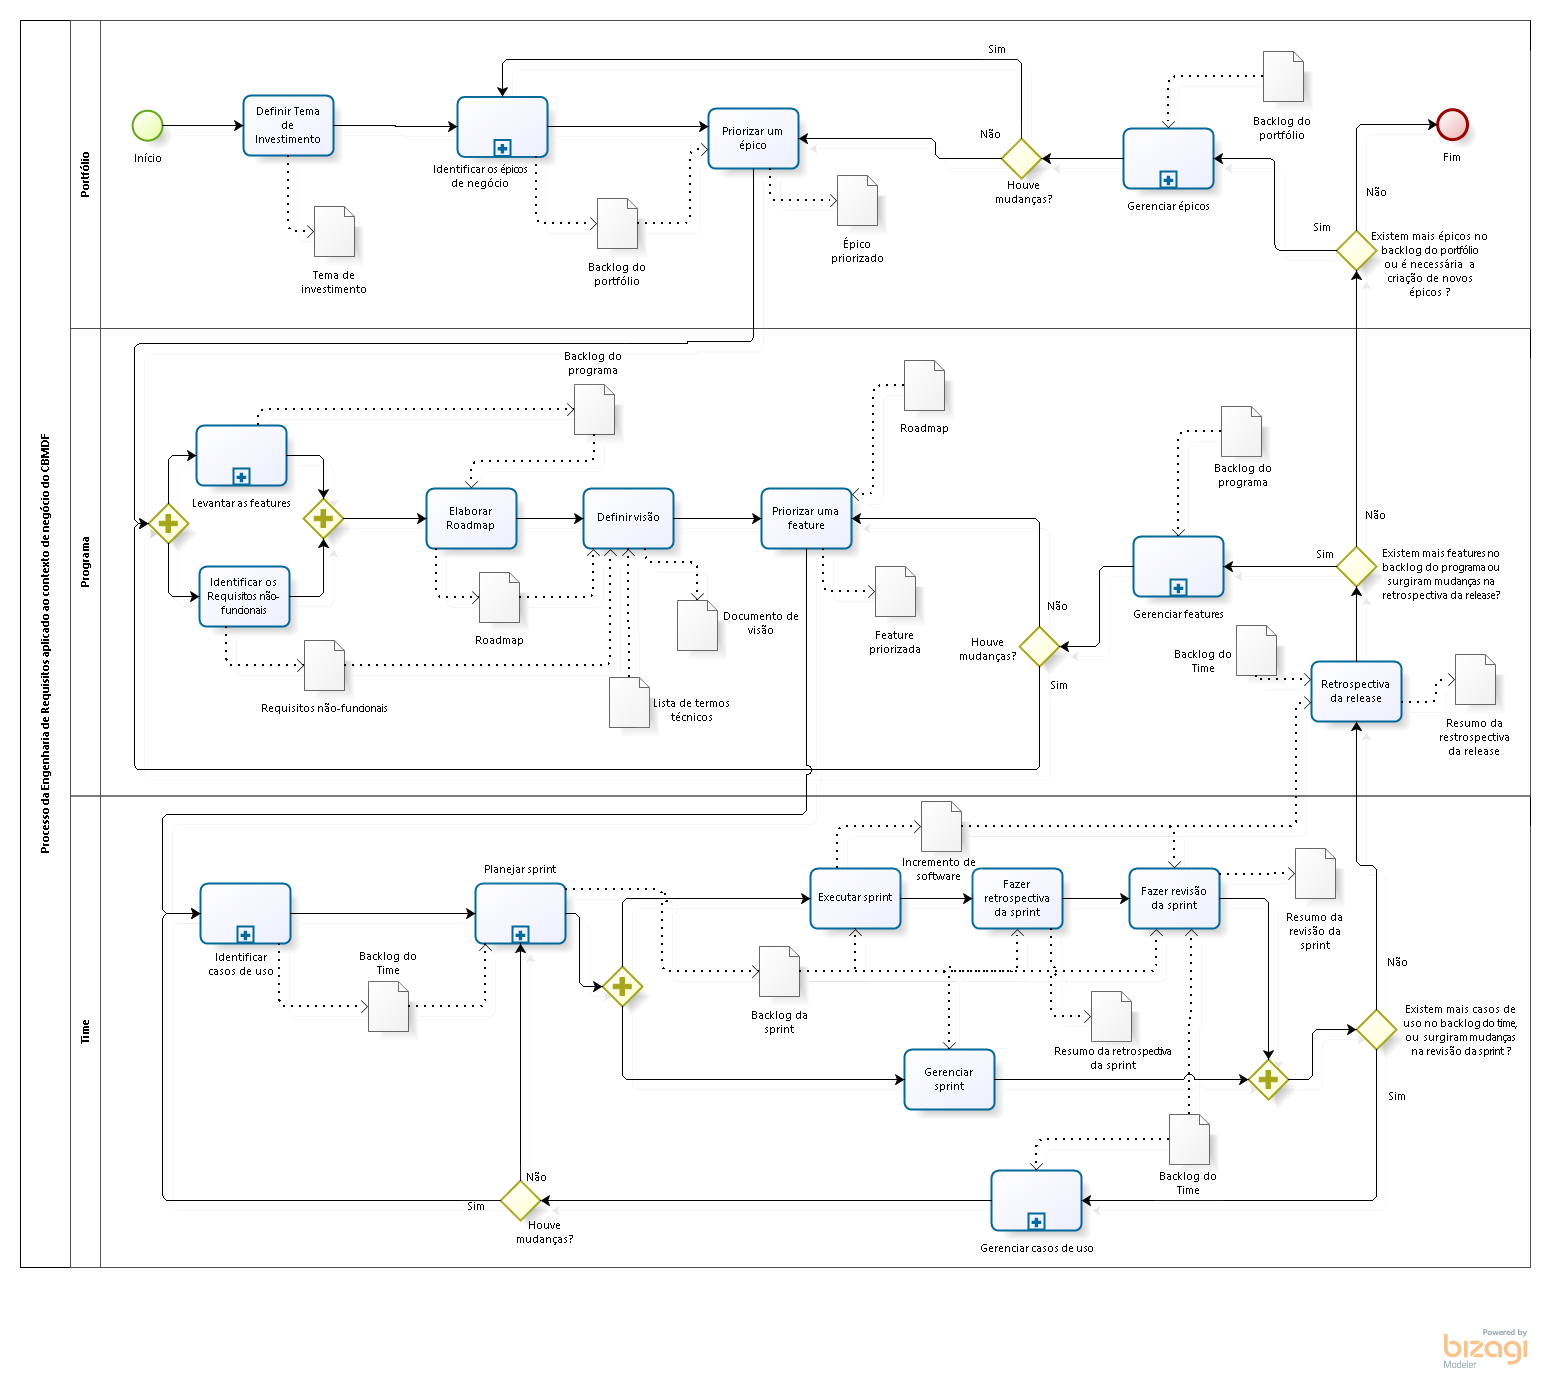 Processo da Engenharia de Requisitos aplicado ao contexto de negócio do CBMDF
Portfólio
Início
Definir Tema
de
Investimento
Tema de
investimento
Identificar os épicos
de negócio
Backlog do
portfólio
Priorizar um
épico
Épico
priorizado
Sim
Não
Houve
mudanças?
Gerenciar épicos
Backlog do
portfólio
Fim
Não
Sim
Existem mais épicos no
backlog do portfólio
ou é necessária a
criação de novos
épicos ?
Programa
Backlog do
programa
Levantar as features
Identificar os
Requisitos não-
funcionais
Requisitos não-funcionais
Elaborar
Roadmap
Roadmap
Definir visão
Documento de
visão
Lista de termos
técnicos
Priorizar uma
feature
Roadmap
Feature
priorizada
Não
Houve
mudanças?
Sim
Backlog do
programa
Gerenciar features
Não
Sim
Existem mais features no
backlog do programa ou
surgiram mudanças na
retrospectiva da release?
Backlog do
Time
Retrospectiva
da release
Resumo da
restrospectiva
da release
Time
Identificar
casos de uso
Backlog do
Time
Planejar sprint
Executar sprint
Incremento de
software
Fazer
retrospectiva
da sprint
Fazer revisão
da sprint
Resumo da
revisão da
sprint
Backlog da
sprint
Resumo da retrospectiva
da sprint
Gerenciar
sprint
Não
Existem mais casos de
uso no backlog do time,
ou surgiram mudanças
na revisão da sprint ?
Sim
Backlog do
Time
Gerenciar casos de uso
Não
Sim
Houve
mudanças?
Powered by
bizagi
Modeler